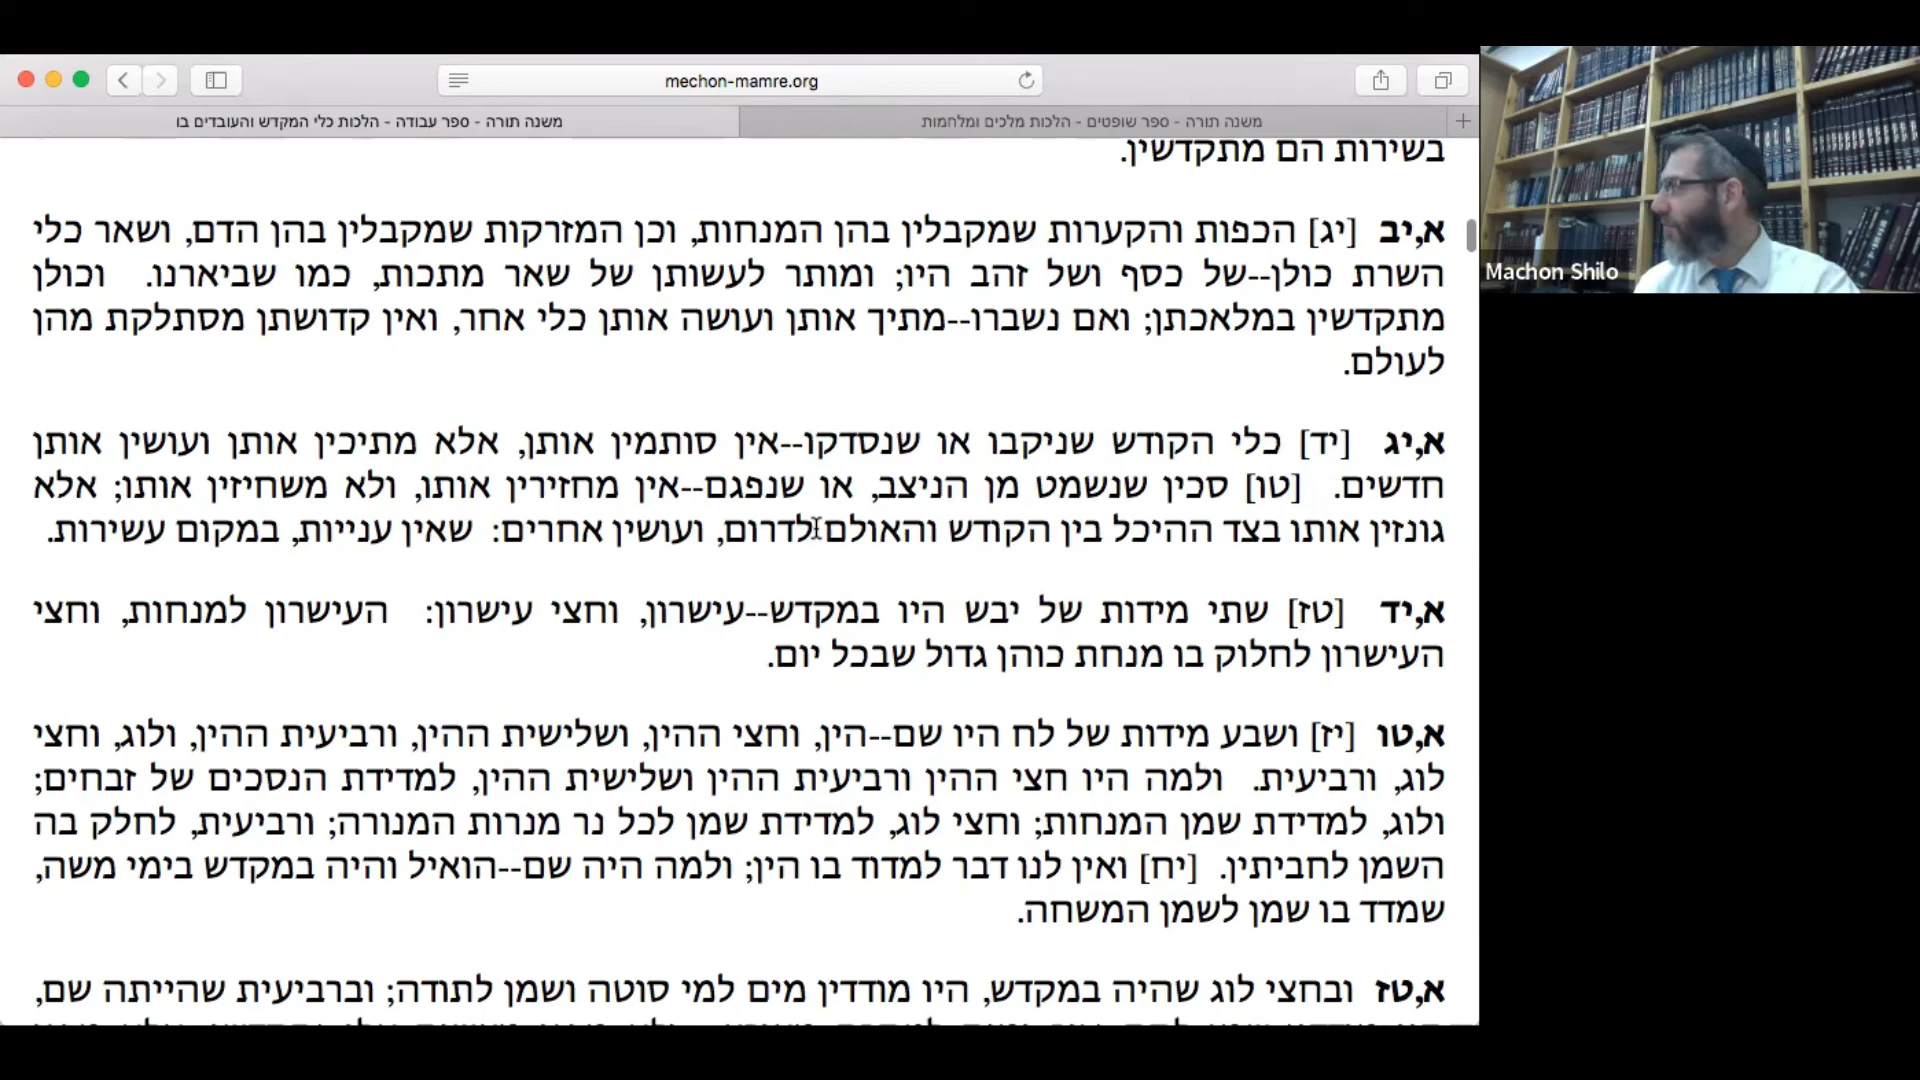 mechon-mamre.org
משנה תורה - ספר עבודה - הלכות כלי המקדש והעובדים בו
משנה תורה - ספר שופטים - הלכות מלכים ומלחמות
Machon Shilo
בשירות הם מתקדשין.
א,יב [יג] הכפות והקערות שמקבלין בהן המנחות, וכן המזרקות שמקבלין בהן הדם, ושאר כלי
השרת כולן--של כסף ושל זהב היו; ומותר לעשותן של שאר מתכות, כמו שביארנו. וכולן
מתקדשין במלאכתן; ואם נשברו--מתיך אותן ועושה אותן כלי אחר, ואין קדושתן מסתלקת מהן
לעולם.
א,יג [יד] כלי הקודש שניקבו או שנסדקו--אין סותמין אותן, אלא מתיכין אותן ועושין אותן
חדשים. [טו] סכין שנשמט מן הניצב, או שנפגם--אין מחזירין אותו, ולא משחיזין אותו; אלא
גונזין אותו בצד ההיכל בין הקודש והאולם לדרום, ועושין אחרים: שאין ענייות, במקום עשירות.
א,יד [טז] שתי מידות של יבש היו במקדש--עישרון, וחצי עישרון: העישרון למנחות, וחצי
העישרון לחלוק בו מנחת כוהן גדול שבכל יום.
א,טו [יז] ושבע מידות של לח היו שם--הין, וחצי ההין, ושלישית ההין, ורביעית ההין, ולוג, וחצי
לוג, ורביעית. ולמה היו חצי ההין ורביעית ההין ושלישית ההין, למדידת הנסכים של זבחים;
ולוג, למדידת שמן המנחות; וחצי לוג, למדידת שמן לכל נר מנרות המנורה; ורביעית, לחלק בה
השמן לחביתין. [יח] ואין לנו דבר למדוד בו הין; ולמה היה שם--הואיל והיה במקדש בימי משה,
שמדד בו שמן לשמן המשחה.
א,טז ובחצי לוג שהיה במקדש, היו מודדין מים למי סוטה ושמן לתודה; וברביעית שהייתה שם,